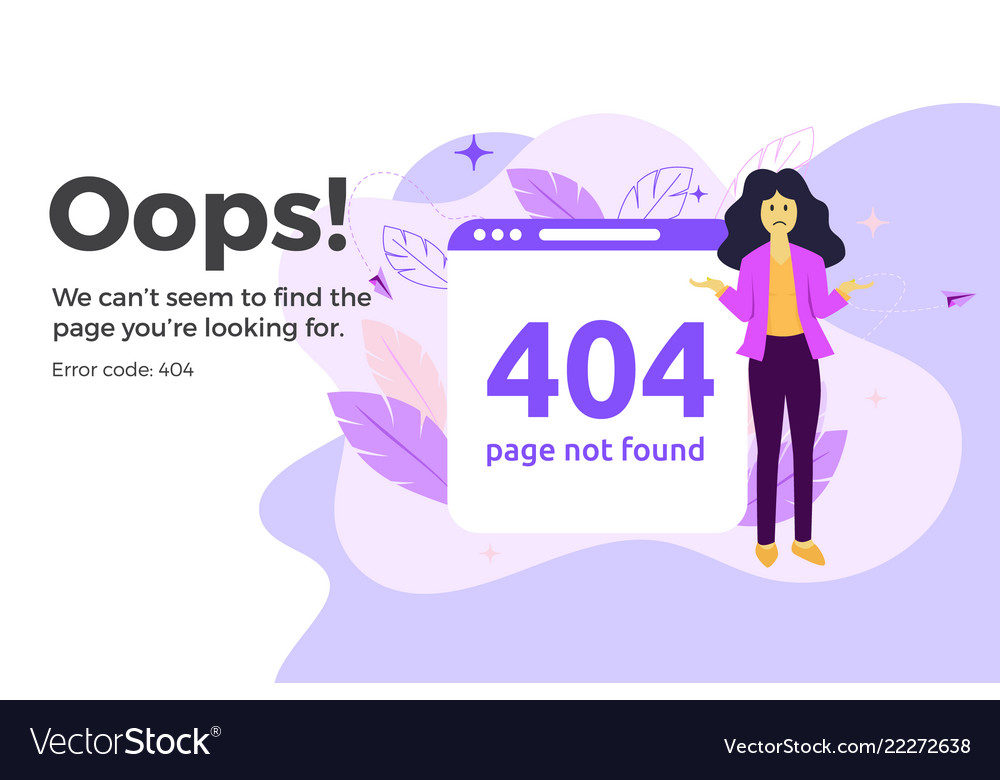 Oops!
We can’t seem to find the
page you’re looking for.
Error code: 404
404
page not found
VectorStock®
VectorStock.com/22272638